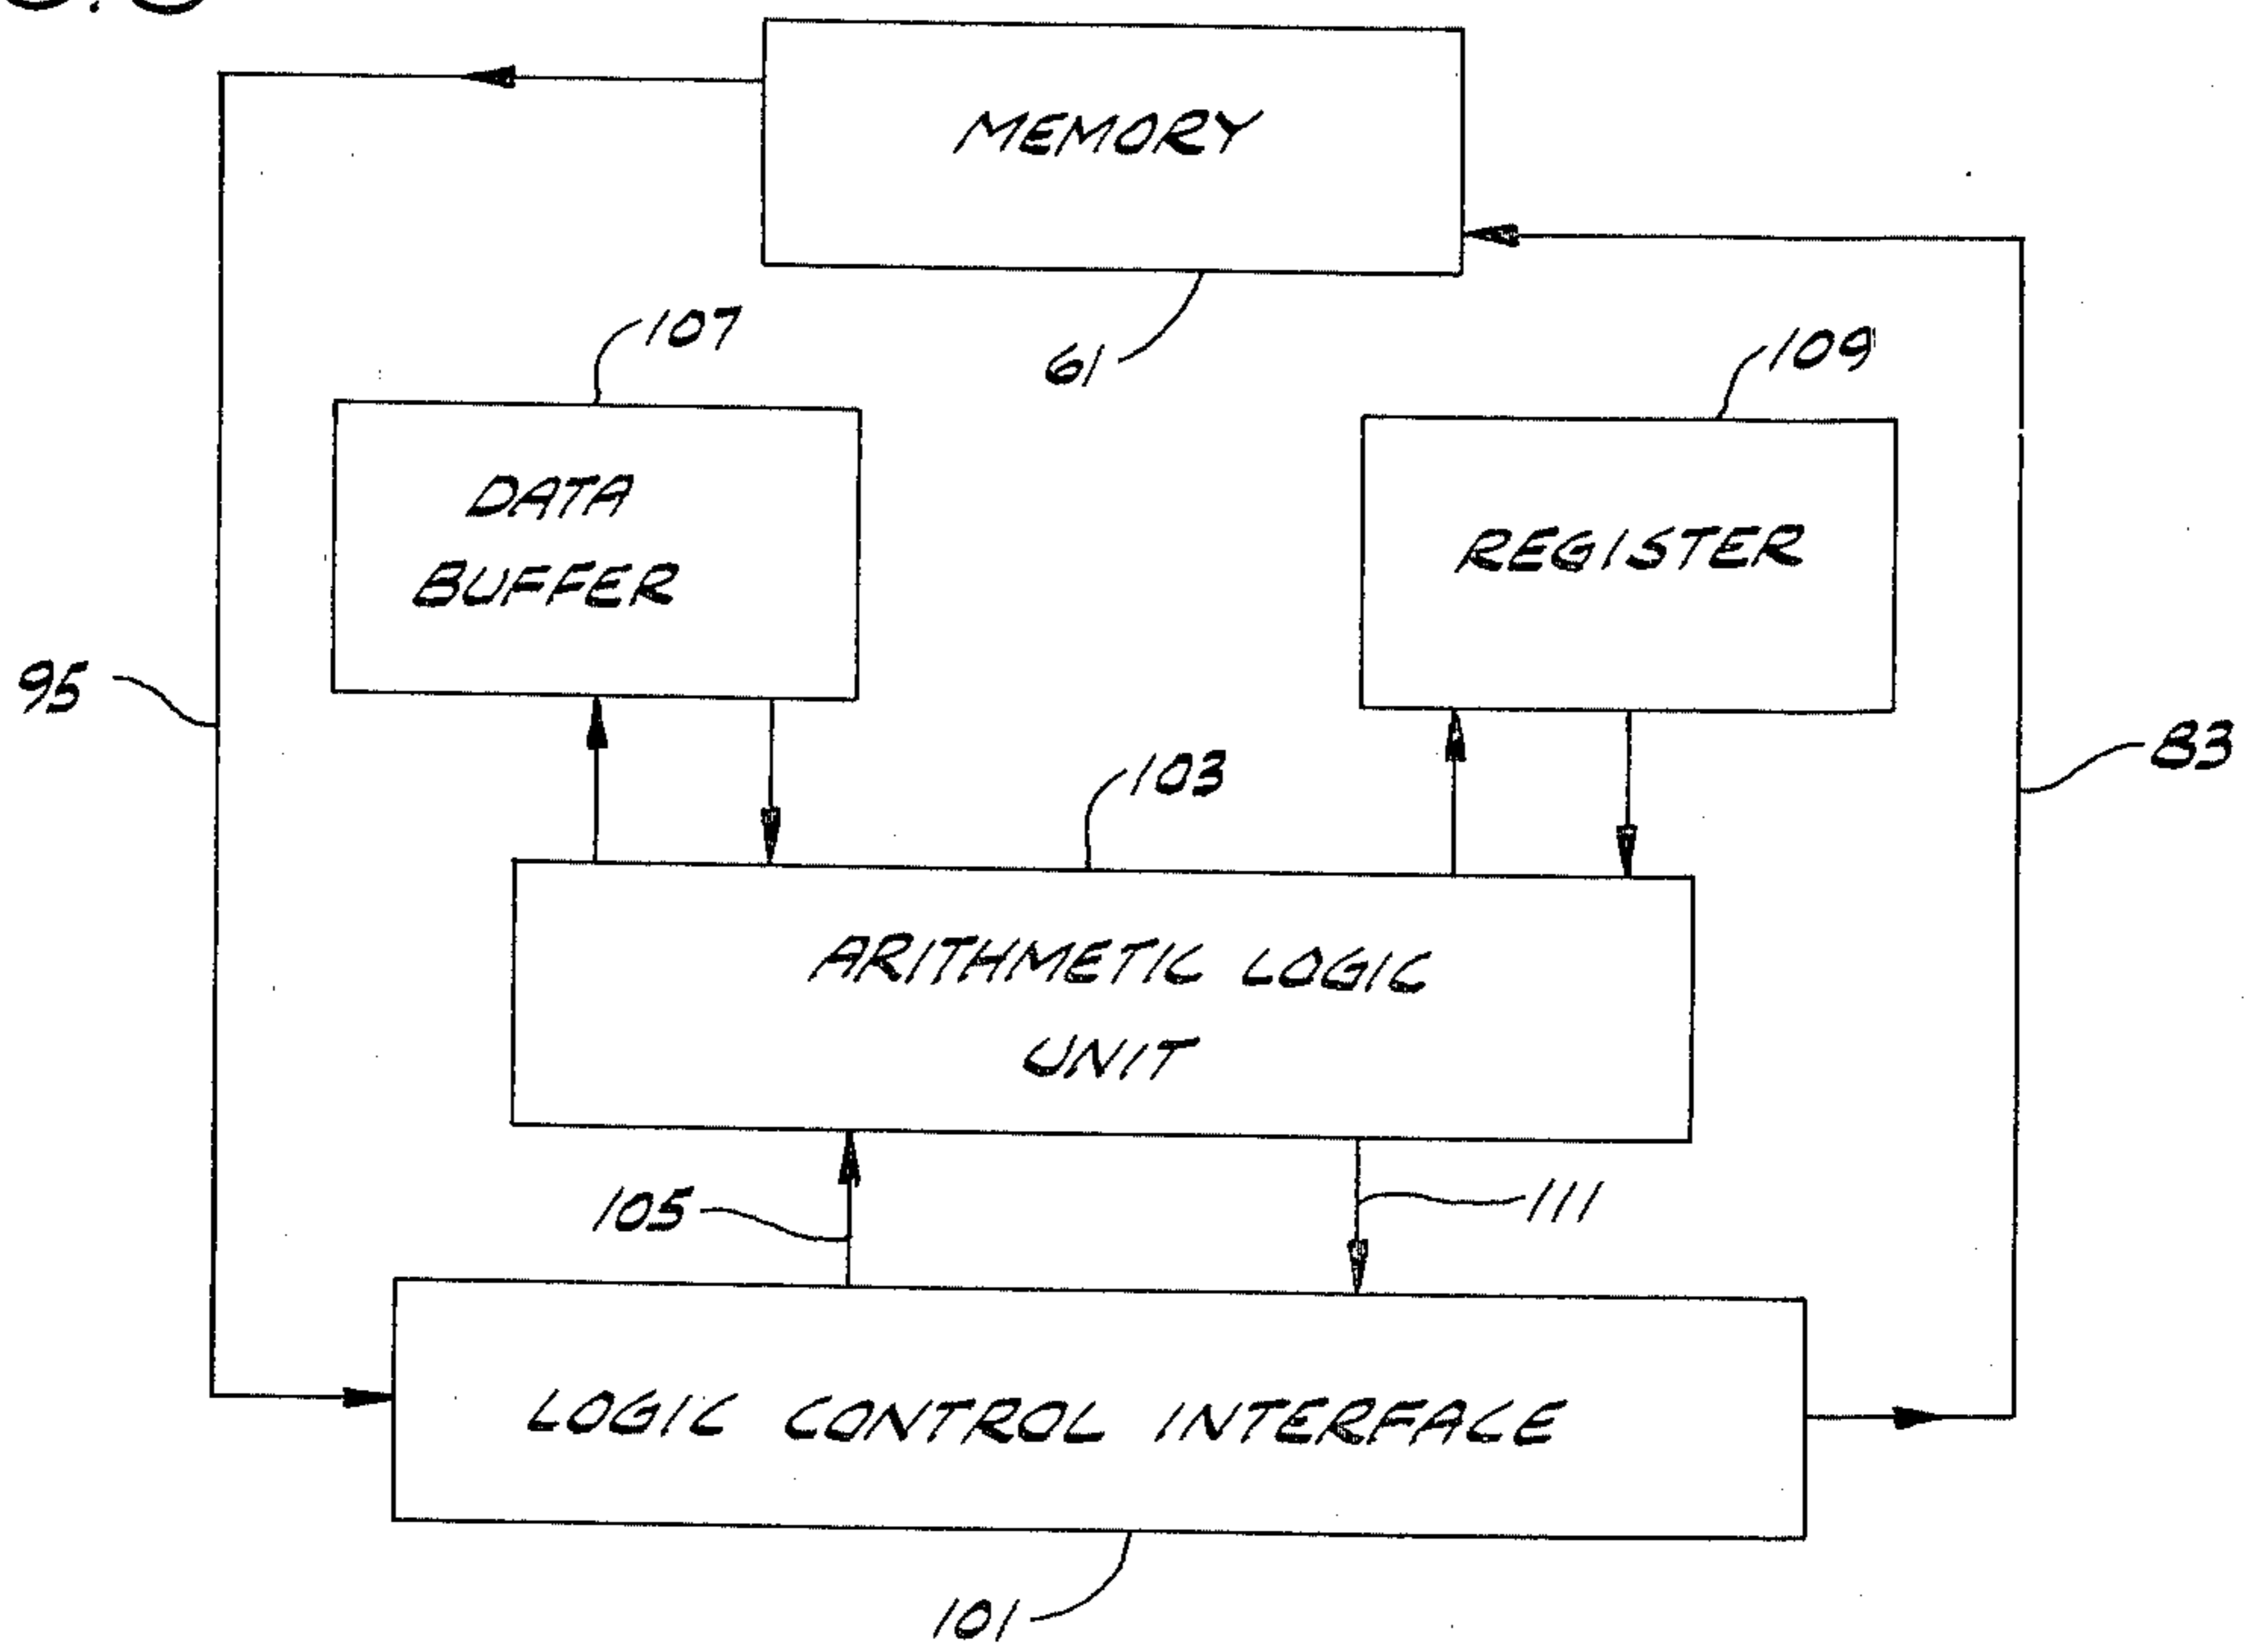 MEMORY
61
107
109
DATA
BUFFER
REGISTER
95
83
103
ARITHMETIC LOGIC
UNIT
105
111
LOGIC CONTROL INTERFACE
101